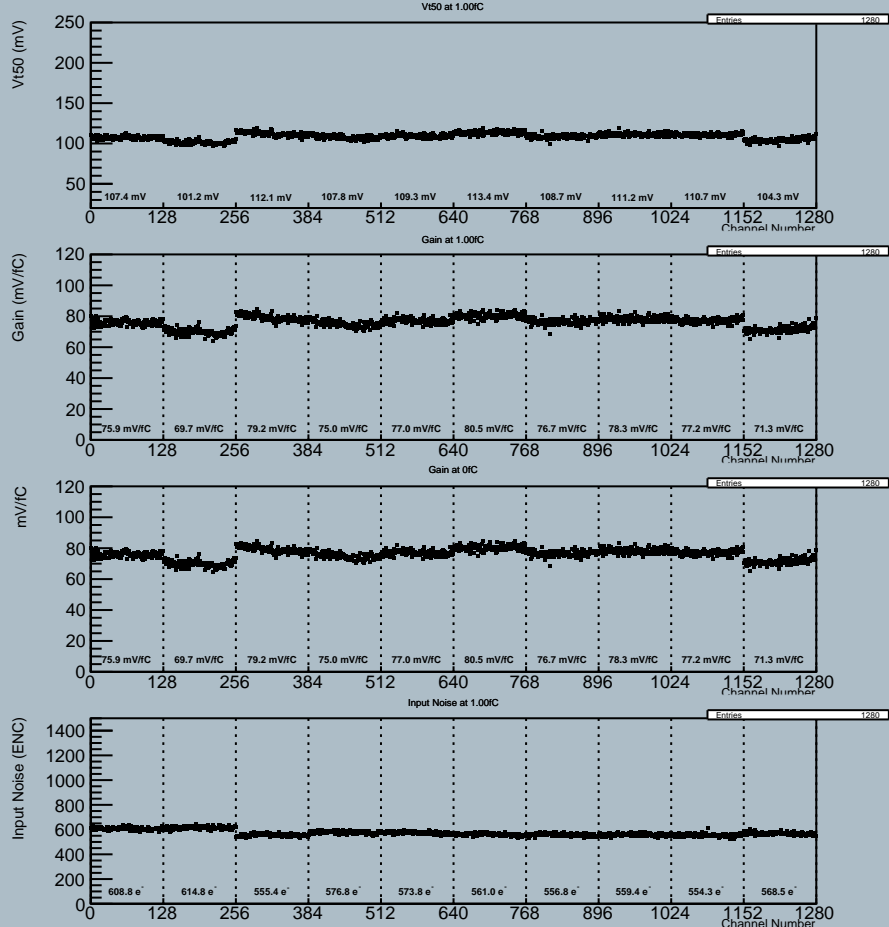 Vt50 at 1.00fC
Entries 1280
Vt50 (mV)
250
200
150
100
50
107.4 mV 101.2 mV 112.1 mV 107.8 mV 109.3 mV 113.4 mV 108.7 mV 111.2 mV 110.7 mV 104.3 mV
0 128 256 384 512 640 768 896 1024 1152 1280
Channel Number
Gain at 1.00fC
Entries 1280
Gain (mV/fC)
120
100
80
60
40
20
0
75.9 mV/fC 69.7 mV/fC 79.2 mV/fC 75.0 mV/fC 77.0 mV/fC 80.5 mV/fC 76.7 mV/fC 78.3 mV/fC 77.2 mV/fC 71.3 mV/fC
0 128 256 384 512 640 768 896 1024 1152 1280
Channel Number
Gain at 0fC
Entries 1280
mV/fC
120
100
80
60
40
20
0
75.9 mV/fC 69.7 mV/fC 79.2 mV/fC 75.0 mV/fC 77.0 mV/fC 80.5 mV/fC 76.7 mV/fC 78.3 mV/fC 77.2 mV/fC 71.3 mV/fC
0 128 256 384 512 640 768 896 1024 1152 1280
Channel Number
Input Noise at 1.00fC
Entries 1280
Input Noise (ENC)
1400
1200
1000
800
600
400
200
0
608.8 e⁻ 614.8 e⁻ 555.4 e⁻ 576.8 e⁻ 573.8 e⁻ 561.0 e⁻ 556.8 e⁻ 559.4 e⁻ 554.3 e⁻ 568.5 e⁻
0 128 256 384 512 640 768 896 1024 1152 1280
Channel Number